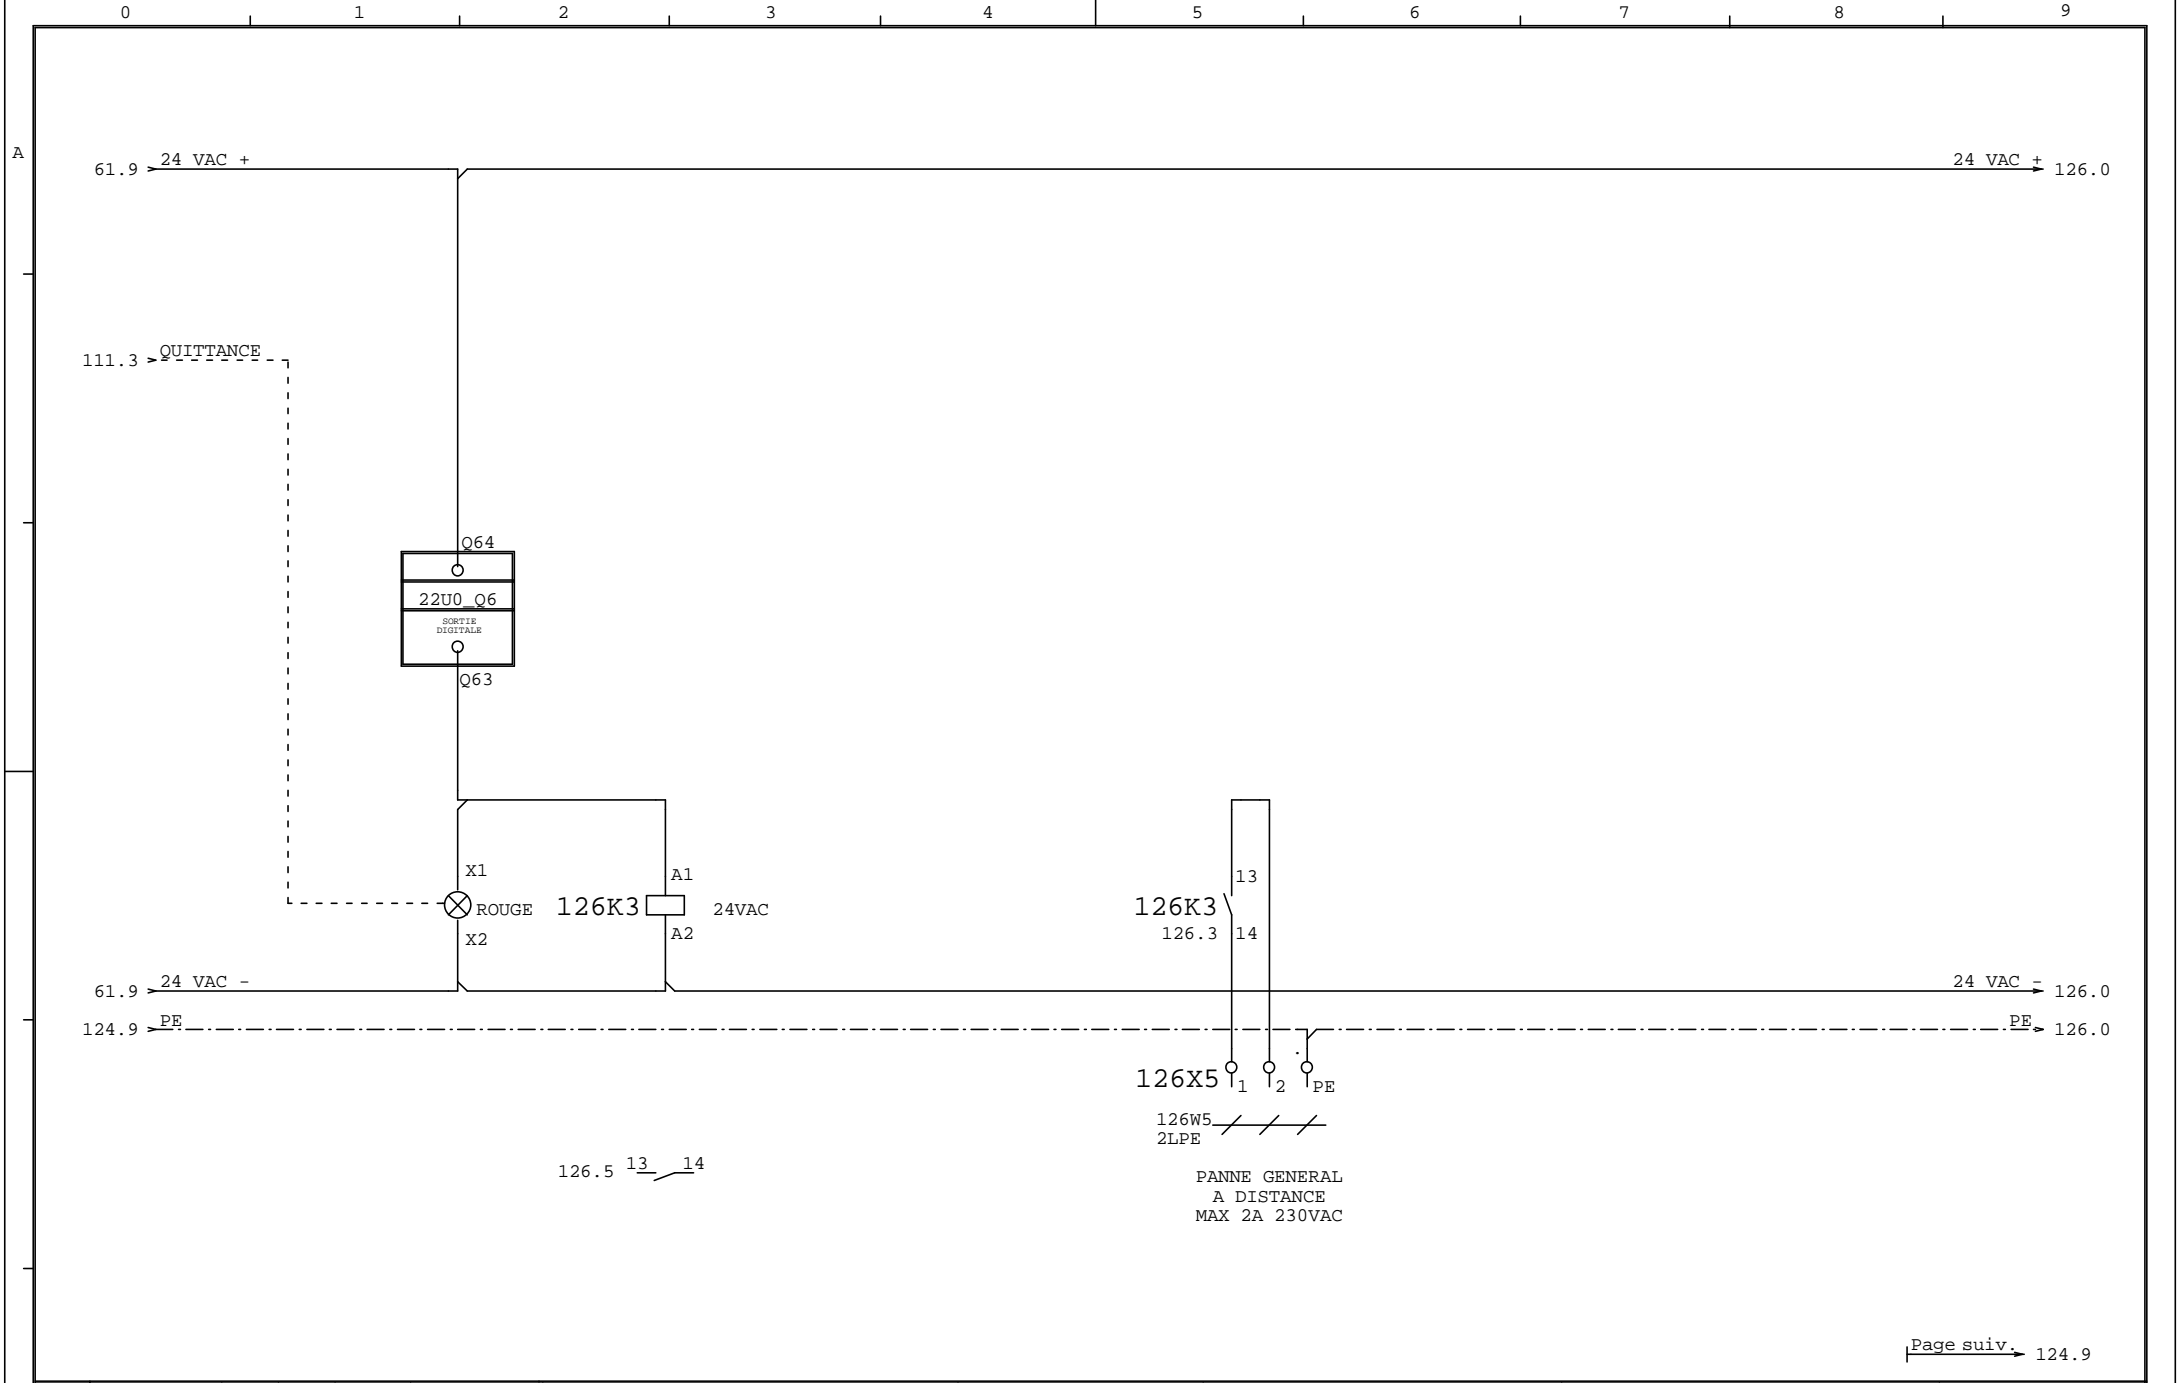 0 1 2 3 4 5 6 7 8 9
A
61.9 24 VAC + 24 VAC + 126.0
111.3 QUITTANCE
Q64
22U0_Q6
SORTIE
DIGITALE
Q63
X1 A1 13
ROUGE 126K3 24VAC 126K3
X2 A2 126.3 14
61.9 24 VAC - 24 VAC - 126.0
124.9 PE PE 126.0
126X5 1 2 PE
126W5
2LPE
126.5 13 14
PANNE GENERAL
A DISTANCE
MAX 2A 230VAC
Page suiv. 124.9